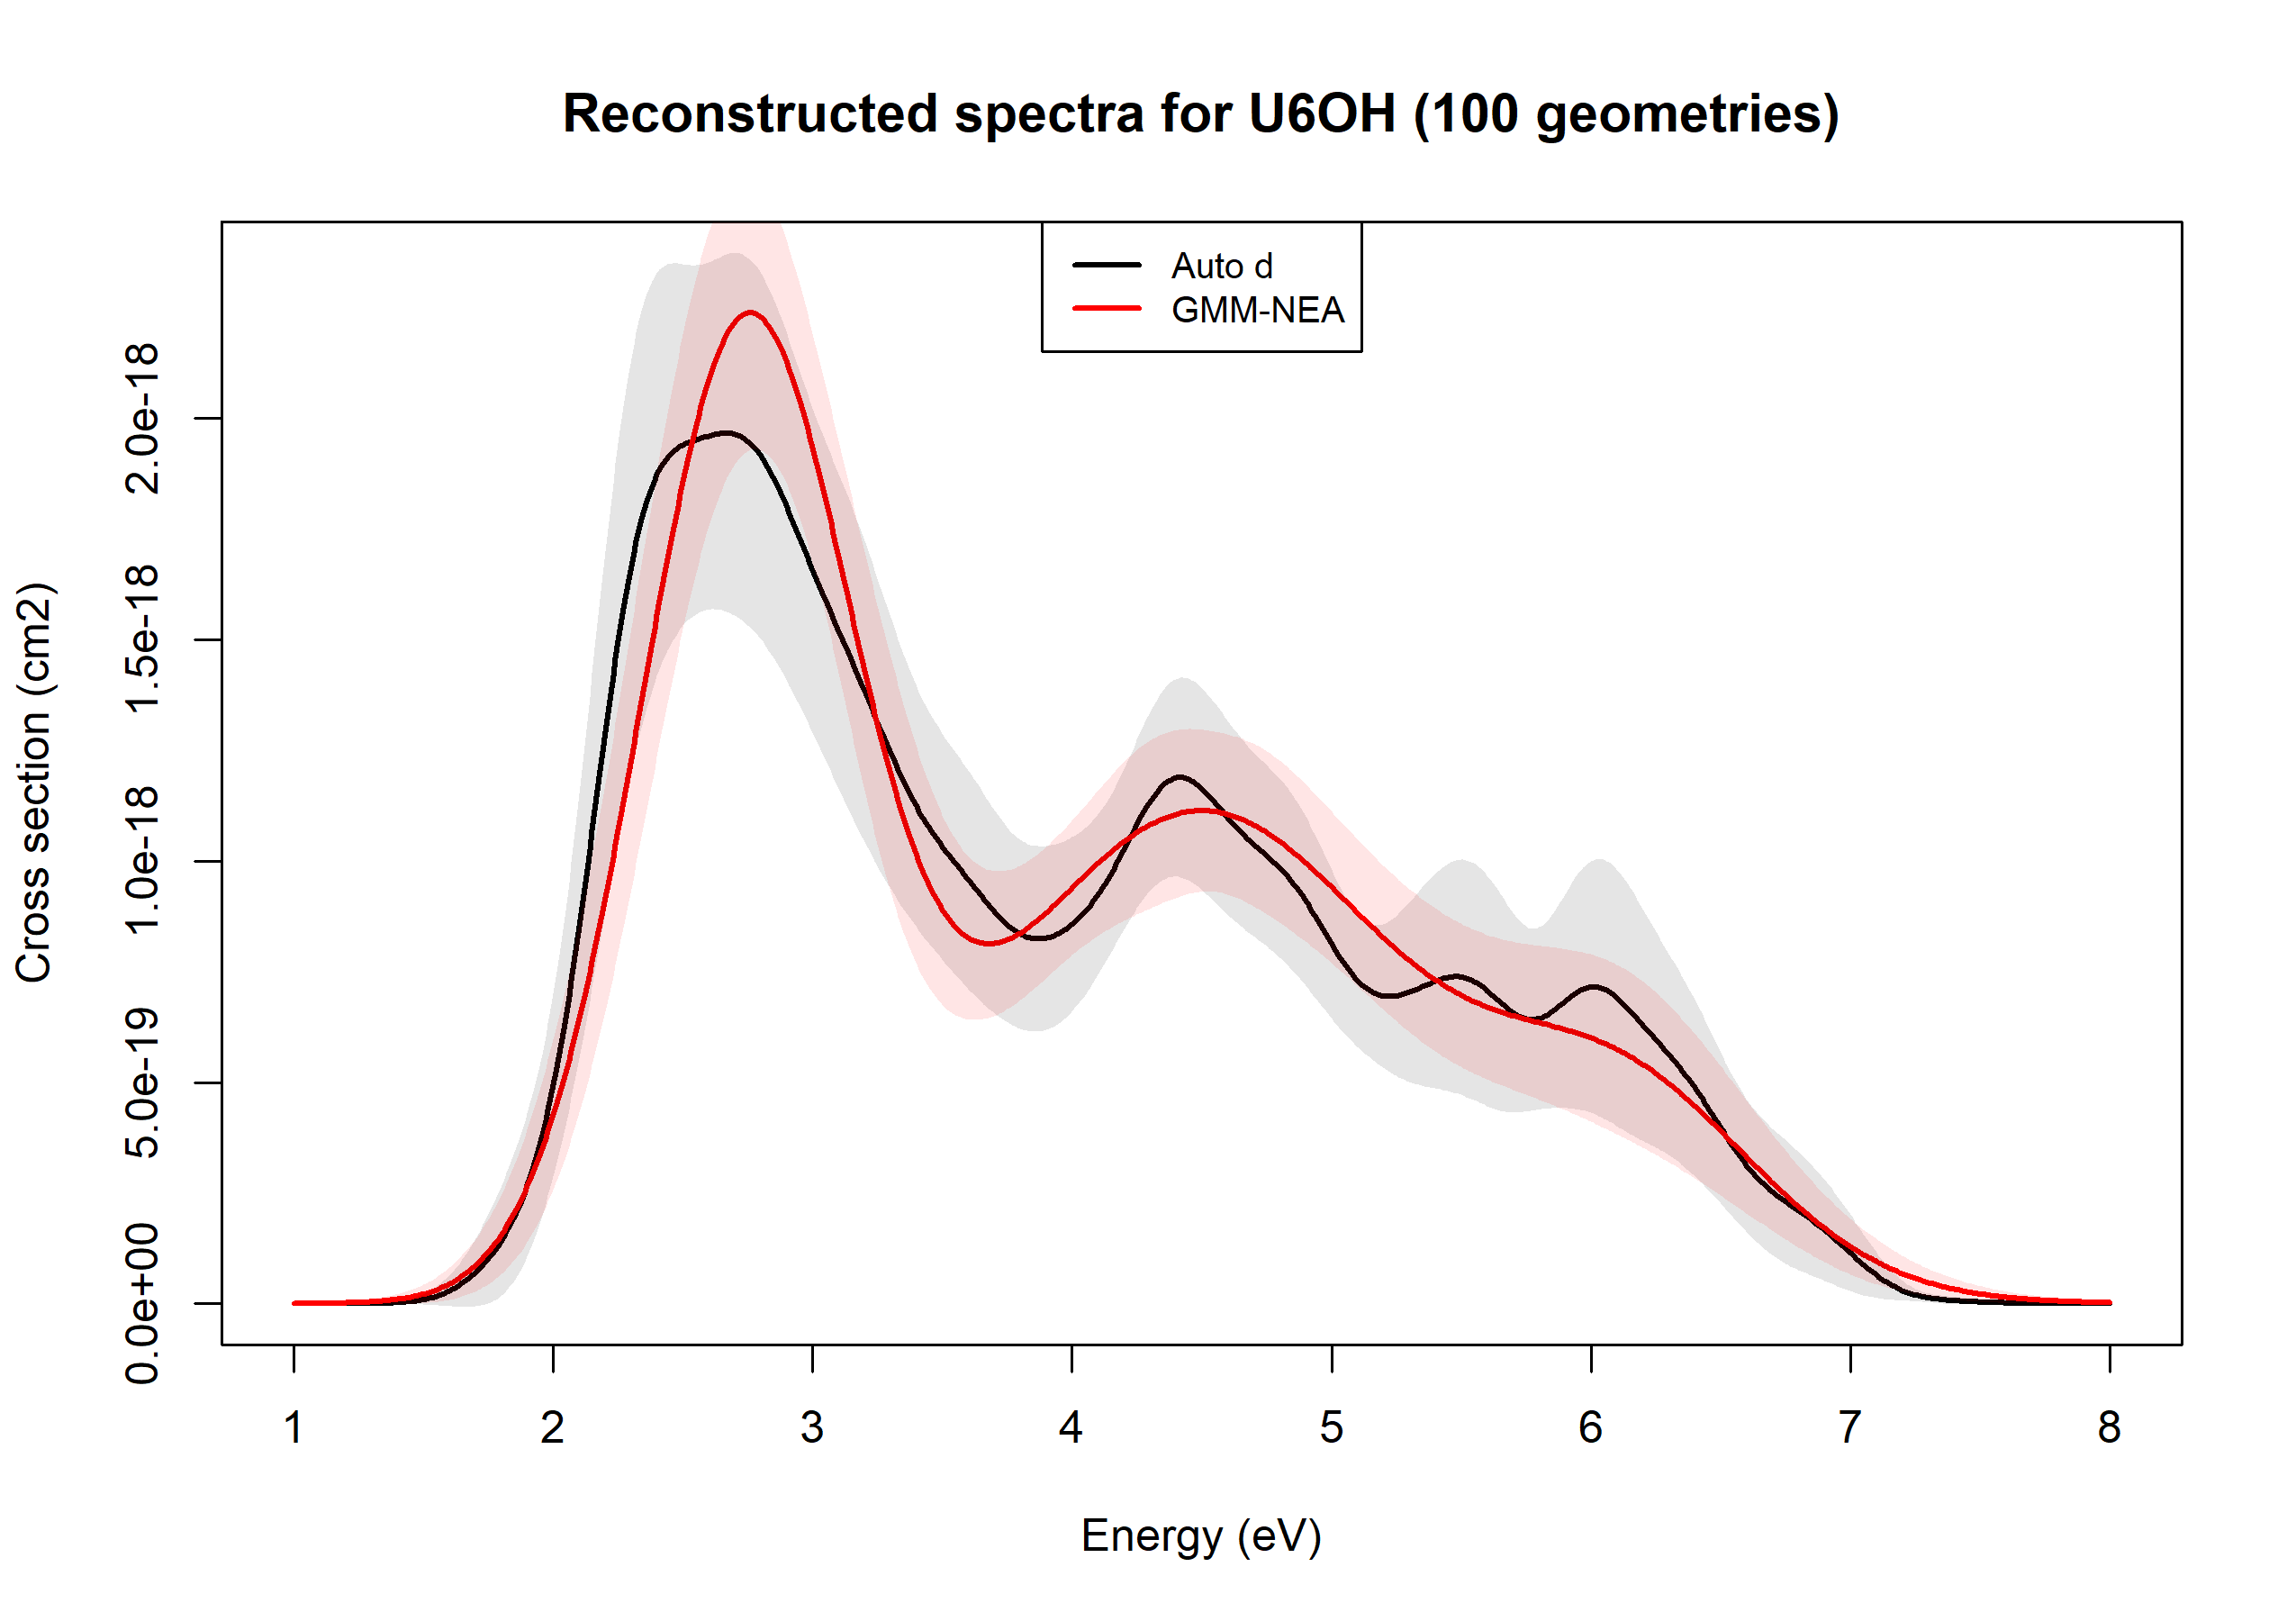 Reconstructed spectra for U6OH (100 geometries)
Auto d
GMM-NEA
Cross section (cm2)
2.0e-18
1.5e-18
1.0e-18
5.0e-19
0.0e+00
1 2 3 4 5 6 7 8
Energy (eV)